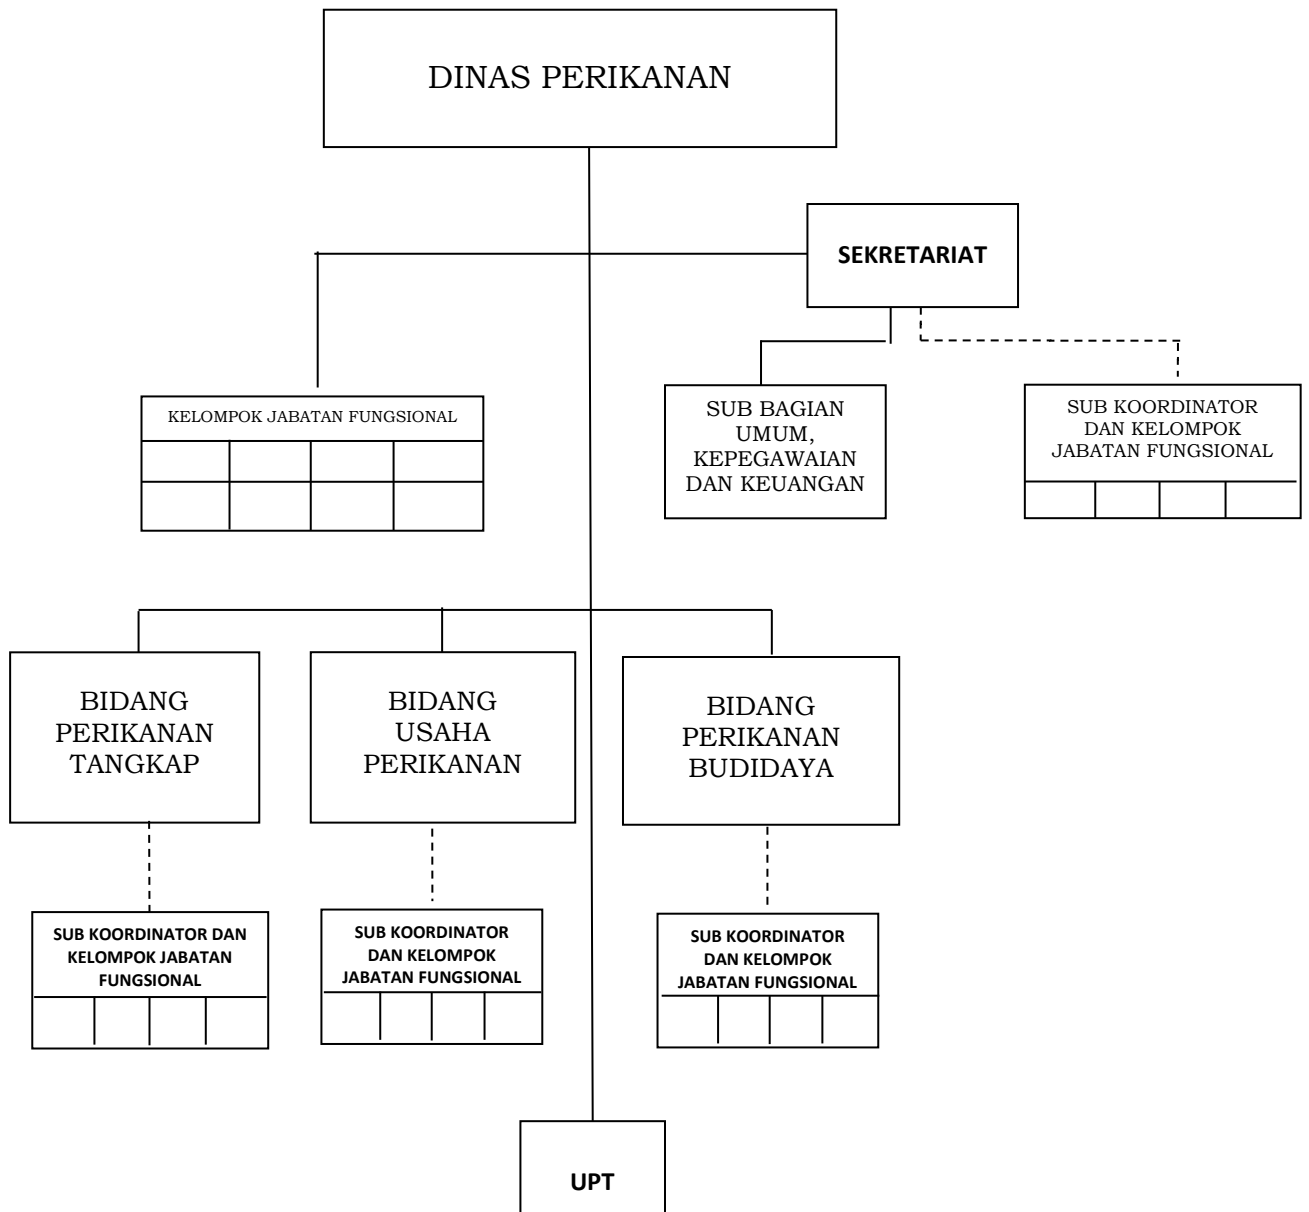 DINAS PERIKANAN
SEKRETARIAT
KELOMPOK JABATAN FUNGSIONAL
SUB BAGIAN
UMUM,
KEPEGAWAIAN
DAN KEUANGAN
SUB KOORDINATOR
DAN KELOMPOK
JABATAN FUNGSIONAL
BIDANG
PERIKANAN
TANGKAP
BIDANG
USAHA
PERIKANAN
BIDANG
PERIKANAN
BUDIDAYA
SUB KOORDINATOR DAN
KELOMPOK JABATAN
FUNGSIONAL
SUB KOORDINATOR
DAN KELOMPOK
JABATAN FUNGSIONAL
SUB KOORDINATOR
DAN KELOMPOK
JABATAN FUNGSIONAL
UPT